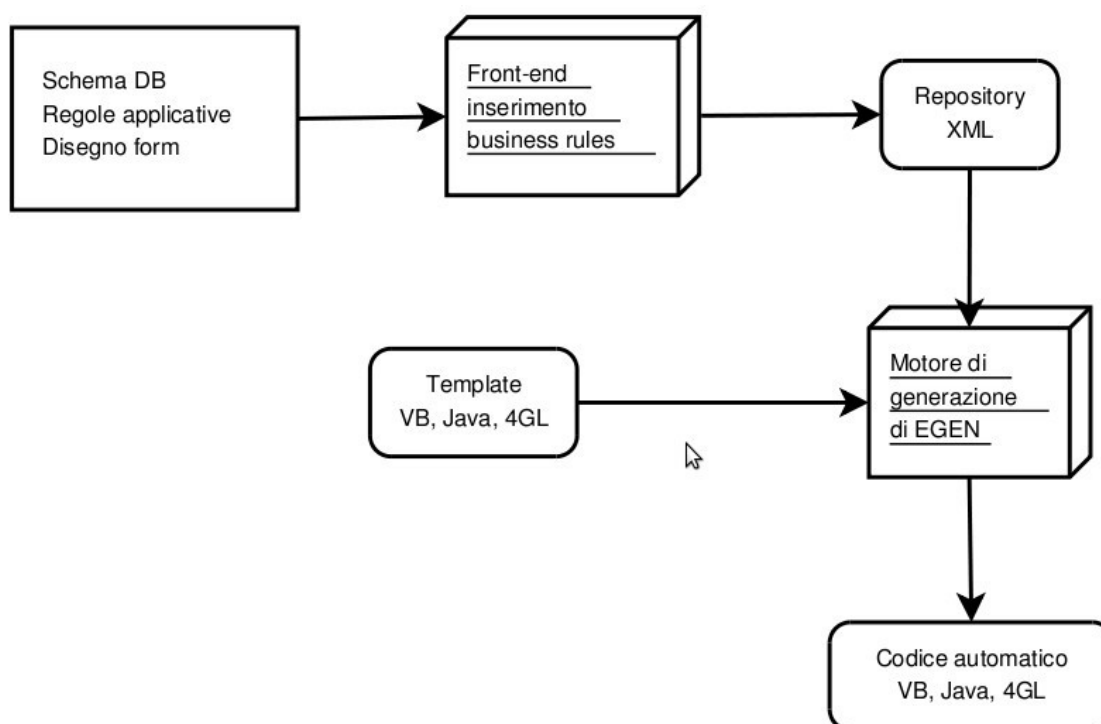 Schema DB
Regole applicative
Disegno form
Front-end
inserimento
business rules
Repository
XML
Template
VB, Java, 4GL
Motore di
generazione
di EGEN
Codice automatico
VB, Java, 4GL